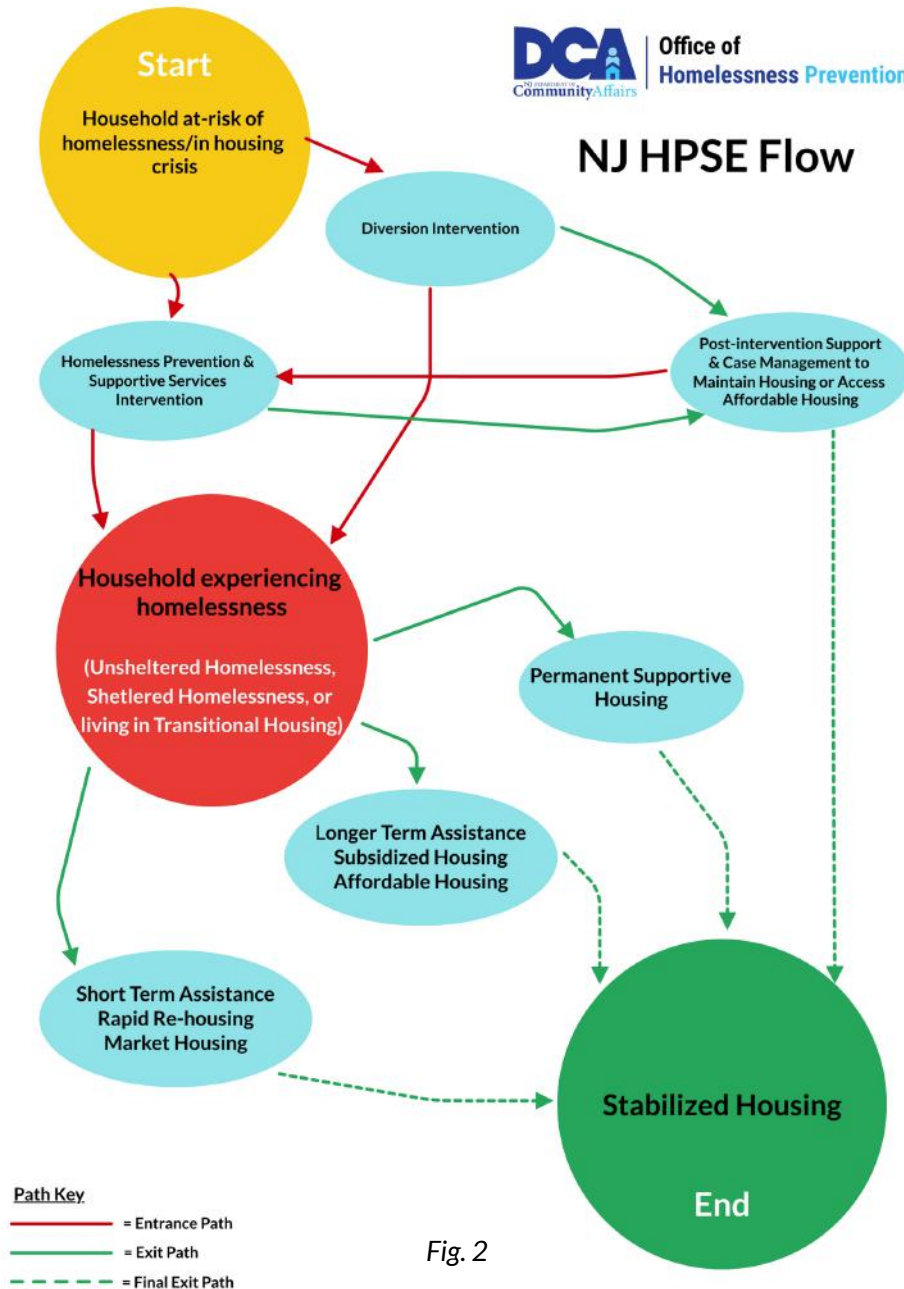 Start
Household at-risk of
homelessness/in housing
crisis
DCA
NJ DEPARTMENT OF
CommunityAffairs
Office of
Homelessness Prevention
NJ HPSE Flow
Diversion Intervention
Homelessness Prevention &
Supportive Services
Intervention
Post-intervention Support
& Case Management to
Maintain Housing or Access
Affordable Housing
Household experiencing
homelessness
(Unsheltered Homelessness,
Shetlered Homelessness, or
living in Transitional Housing)
Permanent Supportive
Housing
Longer Term Assistance
Subsidized Housing
Affordable Housing
Short Term Assistance
Rapid Re-housing
Market Housing
Stabilized Housing
End
Path Key
= Entrance Path
= Exit Path
= Final Exit Path
Fig. 2